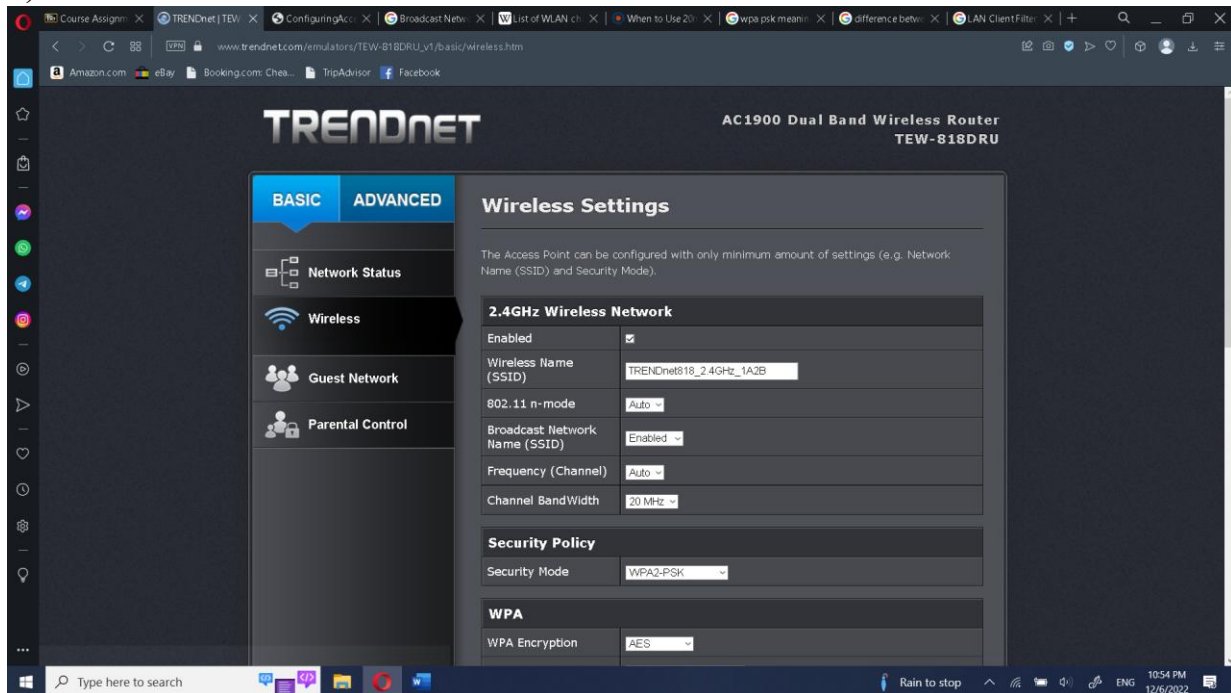 Course Assignm
TRENDnet | TEW
ConfiguringAcce
Broadcast Netw
List of WLAN ch
When to Use 20
wpa psk meanin
difference betwe
LAN Client Filter
VPN
www.trendnet.com/emulators/TEW-818DRU_v1/basic/wireless.htm
Amazon.com eBay Booking.com: Chea... TripAdvisor Facebook
TRENDnet
AC1900 Dual Band Wireless Router
TEW-818DRU
BASIC ADVANCED
Network Status
Wireless
Guest Network
Parental Control
Wireless Settings
The Access Point can be configured with only minimum amount of settings (e.g. Network
Name (SSID) and Security Mode).
2.4GHz Wireless Network
Enabled
Wireless Name
(SSID)
TRENDnet818_2.4GHz_1A2B
802.11 n-mode Auto
Broadcast Network
Name (SSID)
Enabled
Frequency (Channel) Auto
Channel BandWidth 20 MHz
Security Policy
Security Mode WPA2-PSK
WPA
WPA Encryption AES
Type here to search
Rain to stop
ENG
10:54 PM
12/6/2022